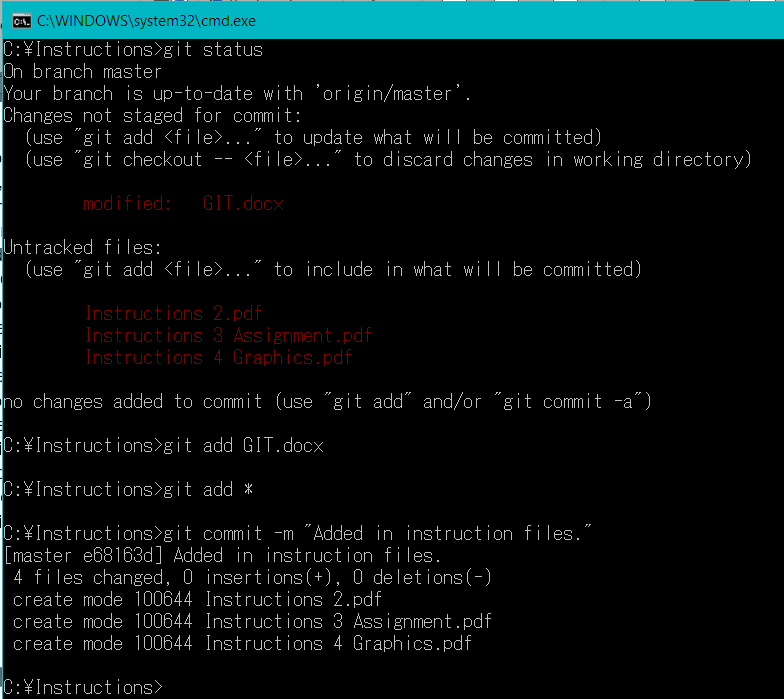 C:\WINDOWS\system32\cmd.exe
C:¥Instructions>git status
On branch master
Your branch is up-to-date with 'origin/master'.
Changes not staged for commit:
  (use "git add <file>..." to update what will be committed)
  (use "git checkout -- <file>..." to discard changes in working directory)
        modified:   GIT.docx
Untracked files:
  (use "git add <file>..." to include in what will be committed)
        Instructions 2.pdf
        Instructions 3 Assignment.pdf
        Instructions 4 Graphics.pdf
no changes added to commit (use "git add" and/or "git commit -a")
C:¥Instructions>git add GIT.docx
C:¥Instructions>git add *
C:¥Instructions>git commit -m "Added in instruction files."
[master e68163d] Added in instruction files.
 4 files changed, 0 insertions(+), 0 deletions(-)
 create mode 100644 Instructions 2.pdf
 create mode 100644 Instructions 3 Assignment.pdf
 create mode 100644 Instructions 4 Graphics.pdf
C:¥Instructions>